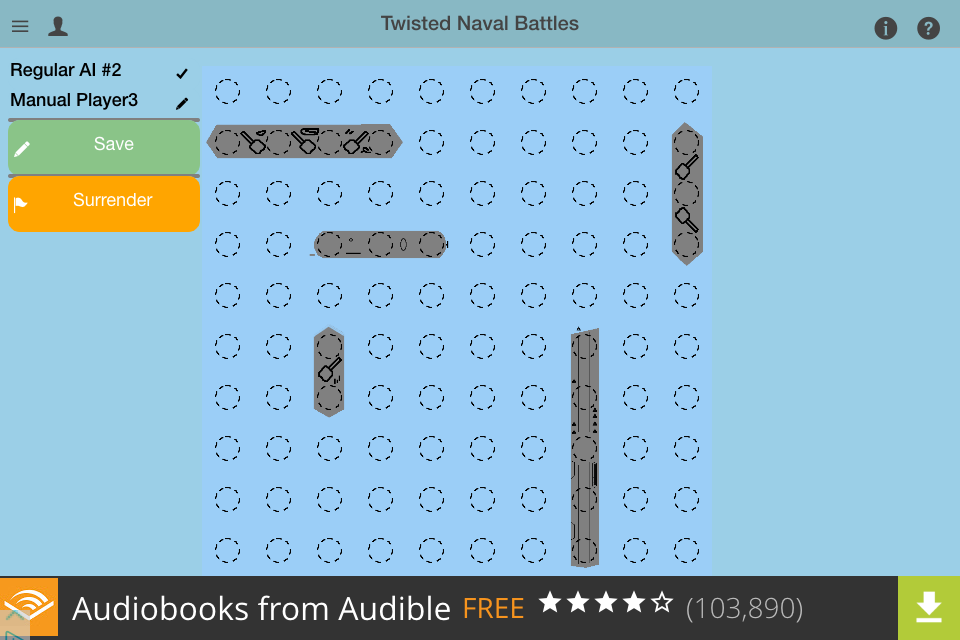 Twisted Naval Battles
Regular AI #2
Manual Player3
Save
Surrender
Audiobooks from Audible FREE (103,890)